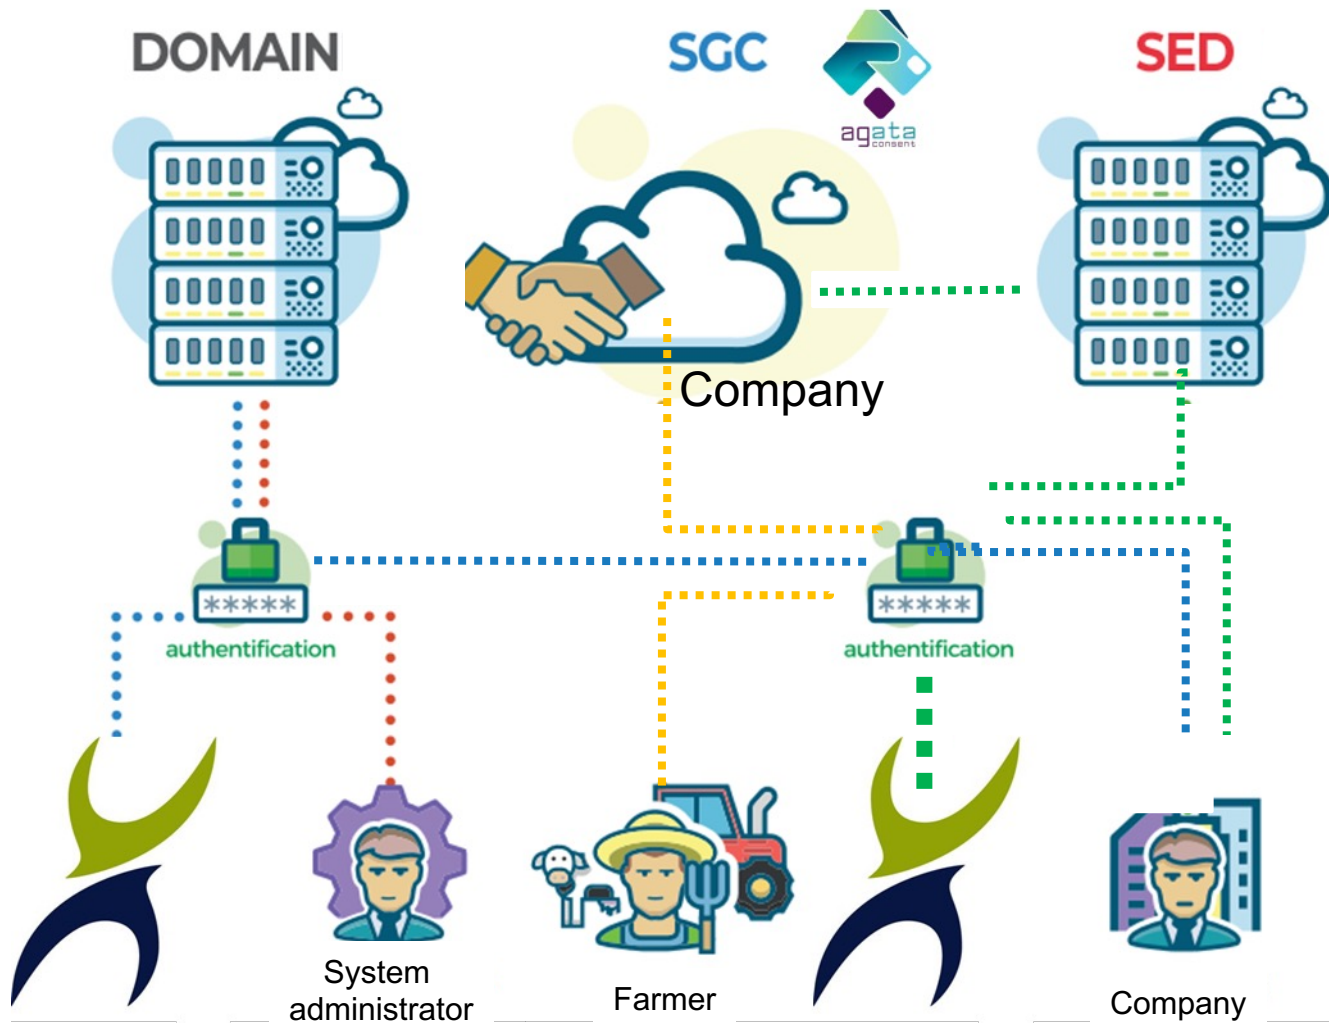 DOMAIN
SGC
agata
consent
SED
Company
*****
authentification
*****
authentification
System
administrator
Farmer
Company